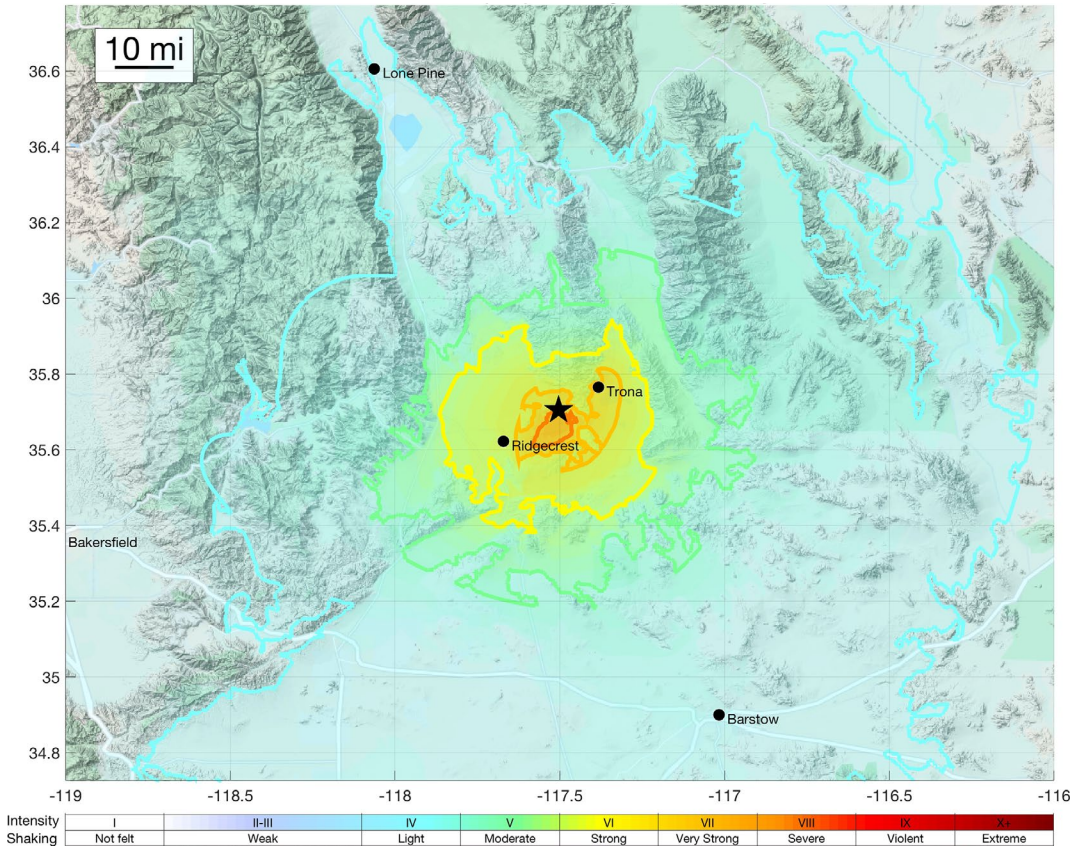 10 mi
36.6
36.4
36.2
36
35.8
35.6
35.4
35.2
35
34.8
Lone Pine
Trona
Ridgecrest
Bakersfield
Barstow
-119 -118.5 -118 -117.5 -117 -116.5 -116
Intensity I II-III IV V VI VII VIII IX X+
Shaking Not felt Weak Light Moderate Strong Very Strong Severe Violent Extreme